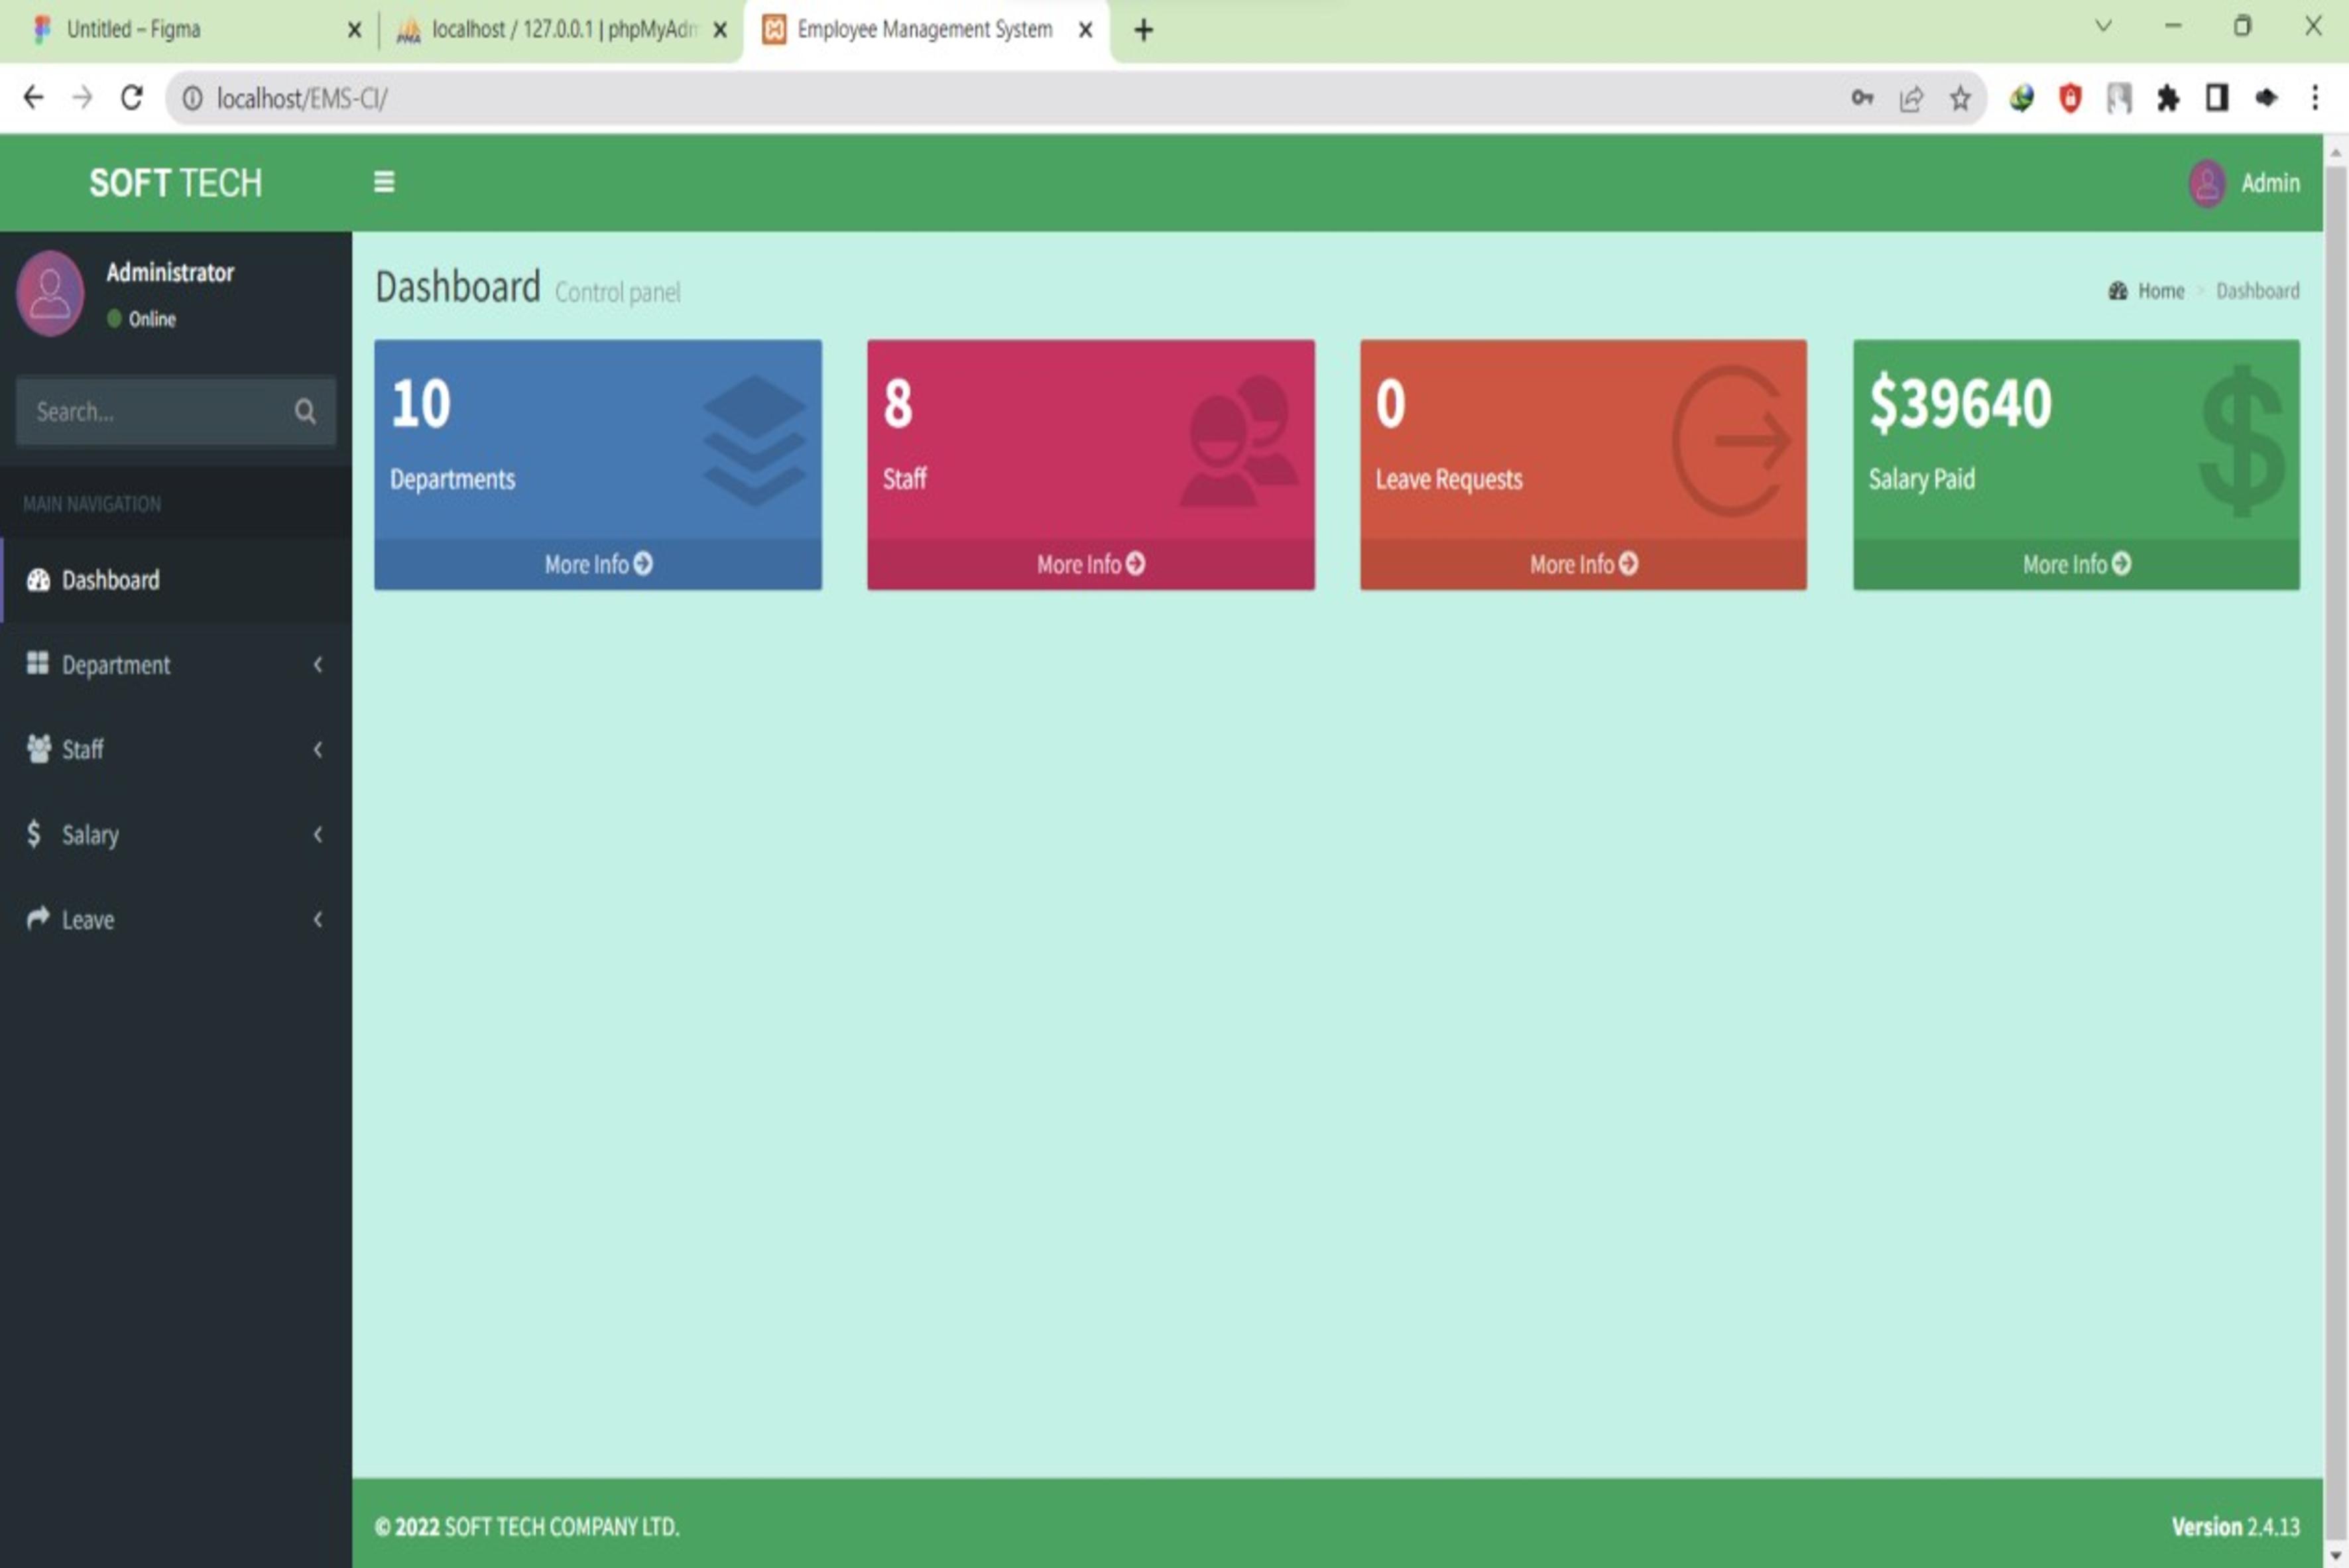 Untitled – Figma
localhost / 127.0.0.1 | phpMyAdm
Employee Management System
localhost/EMS-CI/
SOFT TECH
Admin
Administrator
Online
Search...
MAIN NAVIGATION
Dashboard
Department
Staff
Salary
Leave
Dashboard Control panel
Home > Dashboard
10
Departments
More Info
8
Staff
More Info
0
Leave Requests
More Info
$39640
Salary Paid
More Info
© 2022 SOFT TECH COMPANY LTD.
Version 2.4.13